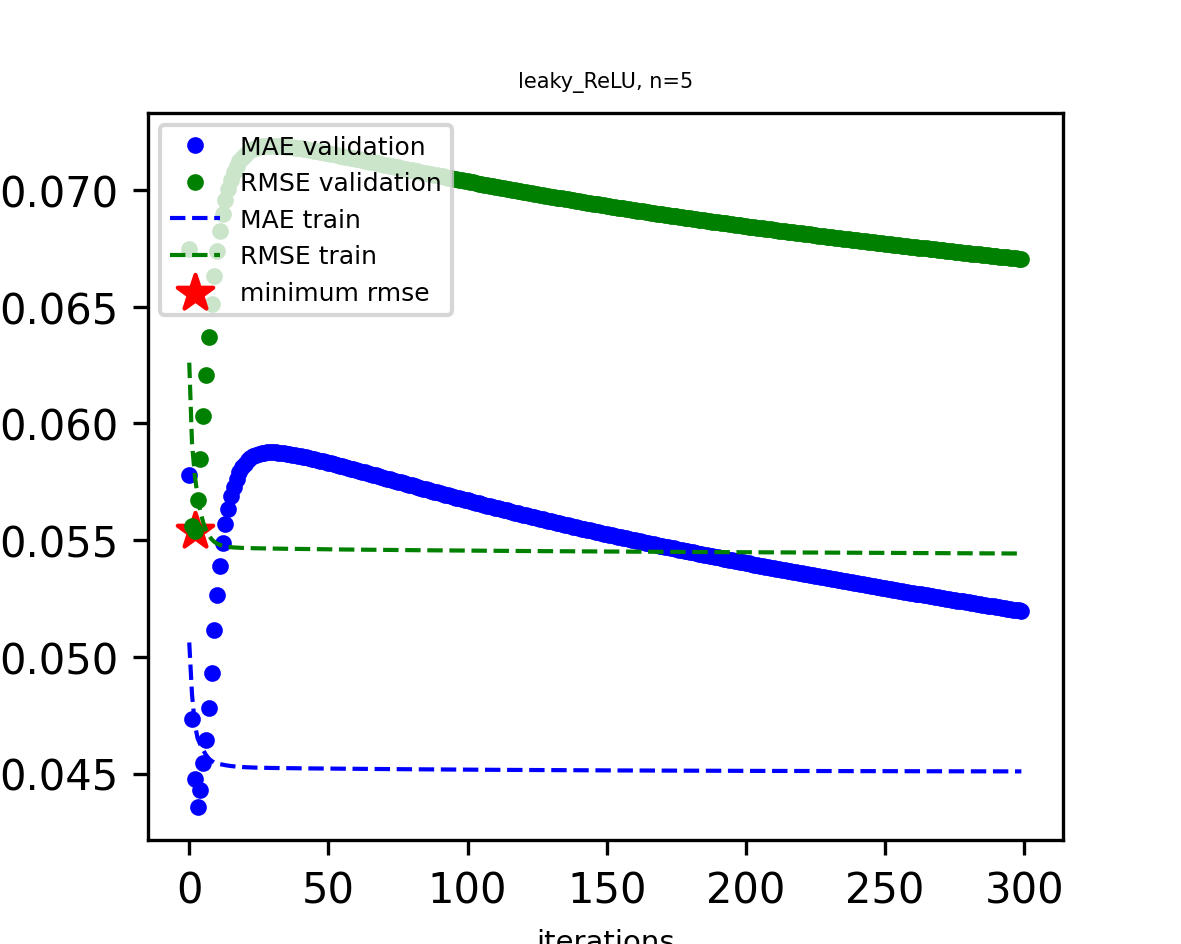 leaky_ReLU, n=5
MAE validation
RMSE validation
MAE train
RMSE train
minimum rmse
0.070
0.065
0.060
0.055
0.050
0.045
0 50 100 150 200 250 300
iterations